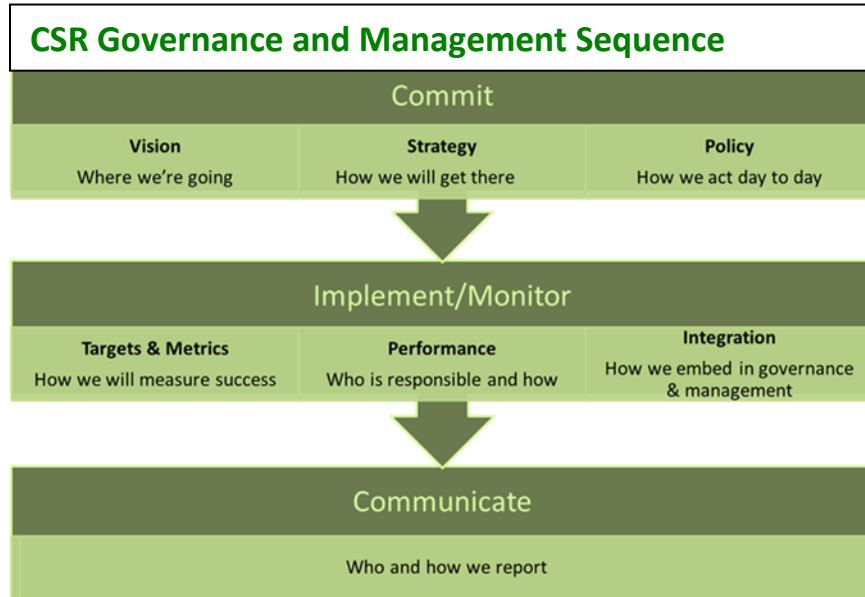 CSR Governance and Management Sequence
Commit
Vision
Where we’re going
Strategy
How we will get there
Policy
How we act day to day
Implement/Monitor
Targets & Metrics
How we will measure success
Performance
Who is responsible and how
Integration
How we embed in governance
& management
Communicate
Who and how we report